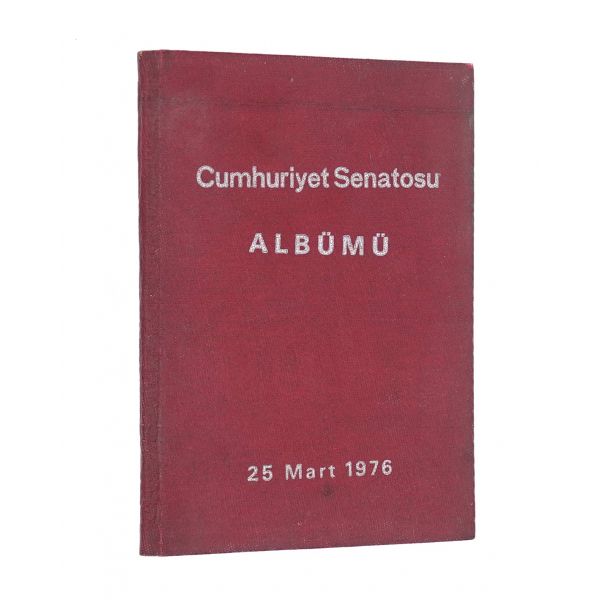 Cumhuriyet Senatosu
ALBÜMÜ
25 Mart 1976